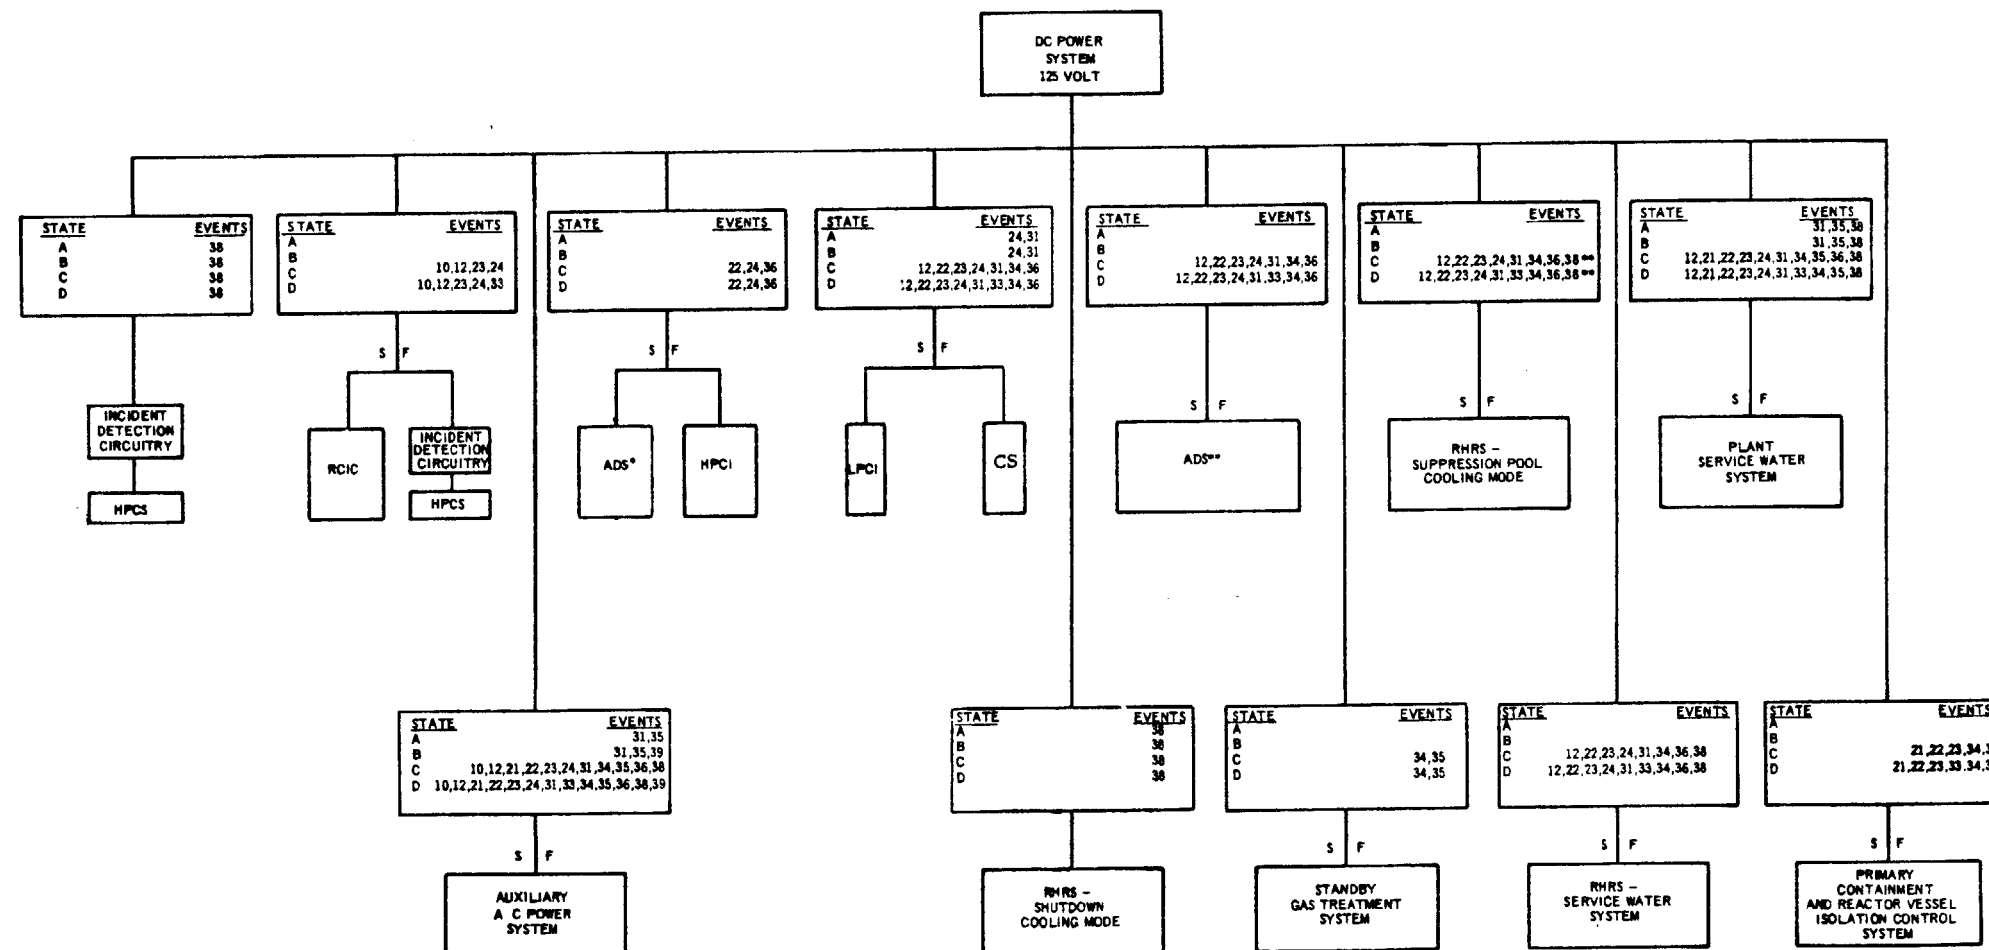 DC POWER
SYSTEM
125 VOLT
STATE EVENTS
A 38
B 38
C 38
D 38
INCIDENT
DETECTION
CIRCUITRY
HPCS
STATE EVENTS
A
B
C 10,12,23,24
D 10,12,23,24,33
S F
RCIC
INCIDENT
DETECTION
CIRCUITRY
HPCS
STATE EVENTS
A
B
C 22,24,36
D 22,24,36
S F
ADS*
HPCI
STATE EVENTS
A 24,31
B 24,31
C 12,22,23,24,31,34,36
D 12,22,23,24,31,33,34,36
S F
LPCI
CS
STATE EVENTS
A
B
C 12,22,23,24,31,34,36
D 12,22,23,24,31,33,34,36
S F
ADS**
STATE EVENTS
A
B
C 12,22,23,24,31,34,36,38**
D 12,22,23,24,31,33,34,36,38**
S F
RHRS –
SUPPRESSION POOL
COOLING MODE
STATE EVENTS
A 31,35,38
B 31,35,38
C 12,21,22,23,24,31,34,35,36,38
D 12,21,22,23,24,31,33,34,35,38
S F
PLANT
SERVICE WATER
SYSTEM
STATE EVENTS
A 31,35
B 31,35,39
C 10,12,21,22,23,24,31,34,35,36,38
D 10,12,21,22,23,24,31,33,34,35,36,38,39
S F
AUXILIARY
A C POWER
SYSTEM
STATE EVENTS
A 38
B 38
C 38
D 38
RHRS –
SHUTDOWN
COOLING MODE
STATE EVENTS
A
B
C 34,35
D 34,35
S F
STANDBY
GAS TREATMENT
SYSTEM
STATE EVENTS
A
B
C 12,22,23,24,31,34,36,38
D 12,22,23,24,31,33,34,36,38
S F
RHRS –
SERVICE WATER
SYSTEM
STATE EVENTS
A
B
C 21,22,23,34,
D 21,22,23,33,34,
S F
PRIMARY
CONTAINMENT
AND REACTOR VESSEL
ISOLATION CONTROL
SYSTEM